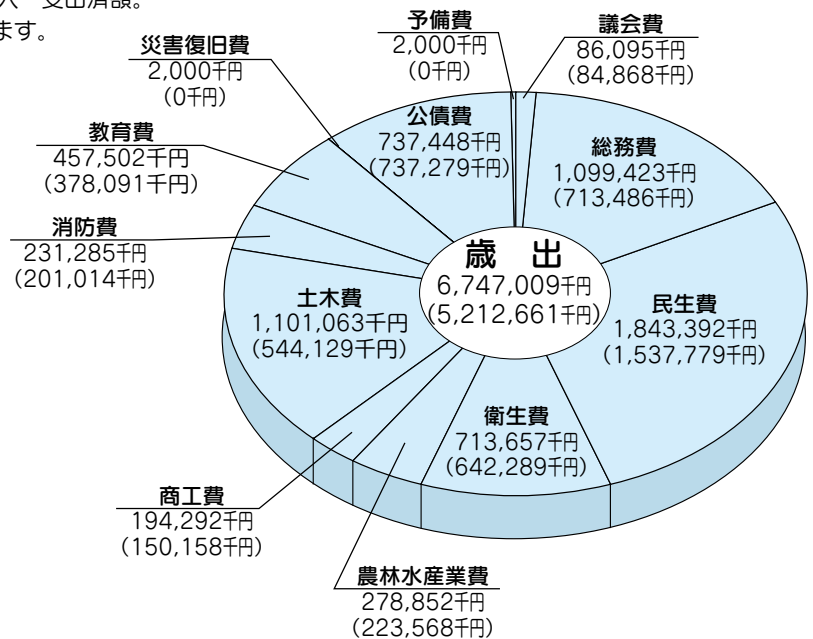 入・支出済額。
ます。
予備費
2,000千円
(0千円)
議会費
86,095千円
(84,868千円)
災害復旧費
2,000千円
(0千円)
公債費
737,448千円
(737,279千円)
総務費
1,099,423千円
(713,486千円)
教育費
457,502千円
(378,091千円)
消防費
231,285千円
(201,014千円)
歳 出
6,747,009千円
(5,212,661千円)
土木費
1,101,063千円
(544,129千円)
民生費
1,843,392千円
(1,537,779千円)
衛生費
713,657千円
(642,289千円)
商工費
194,292千円
(150,158千円)
農林水産業費
278,852千円
(223,568千円)